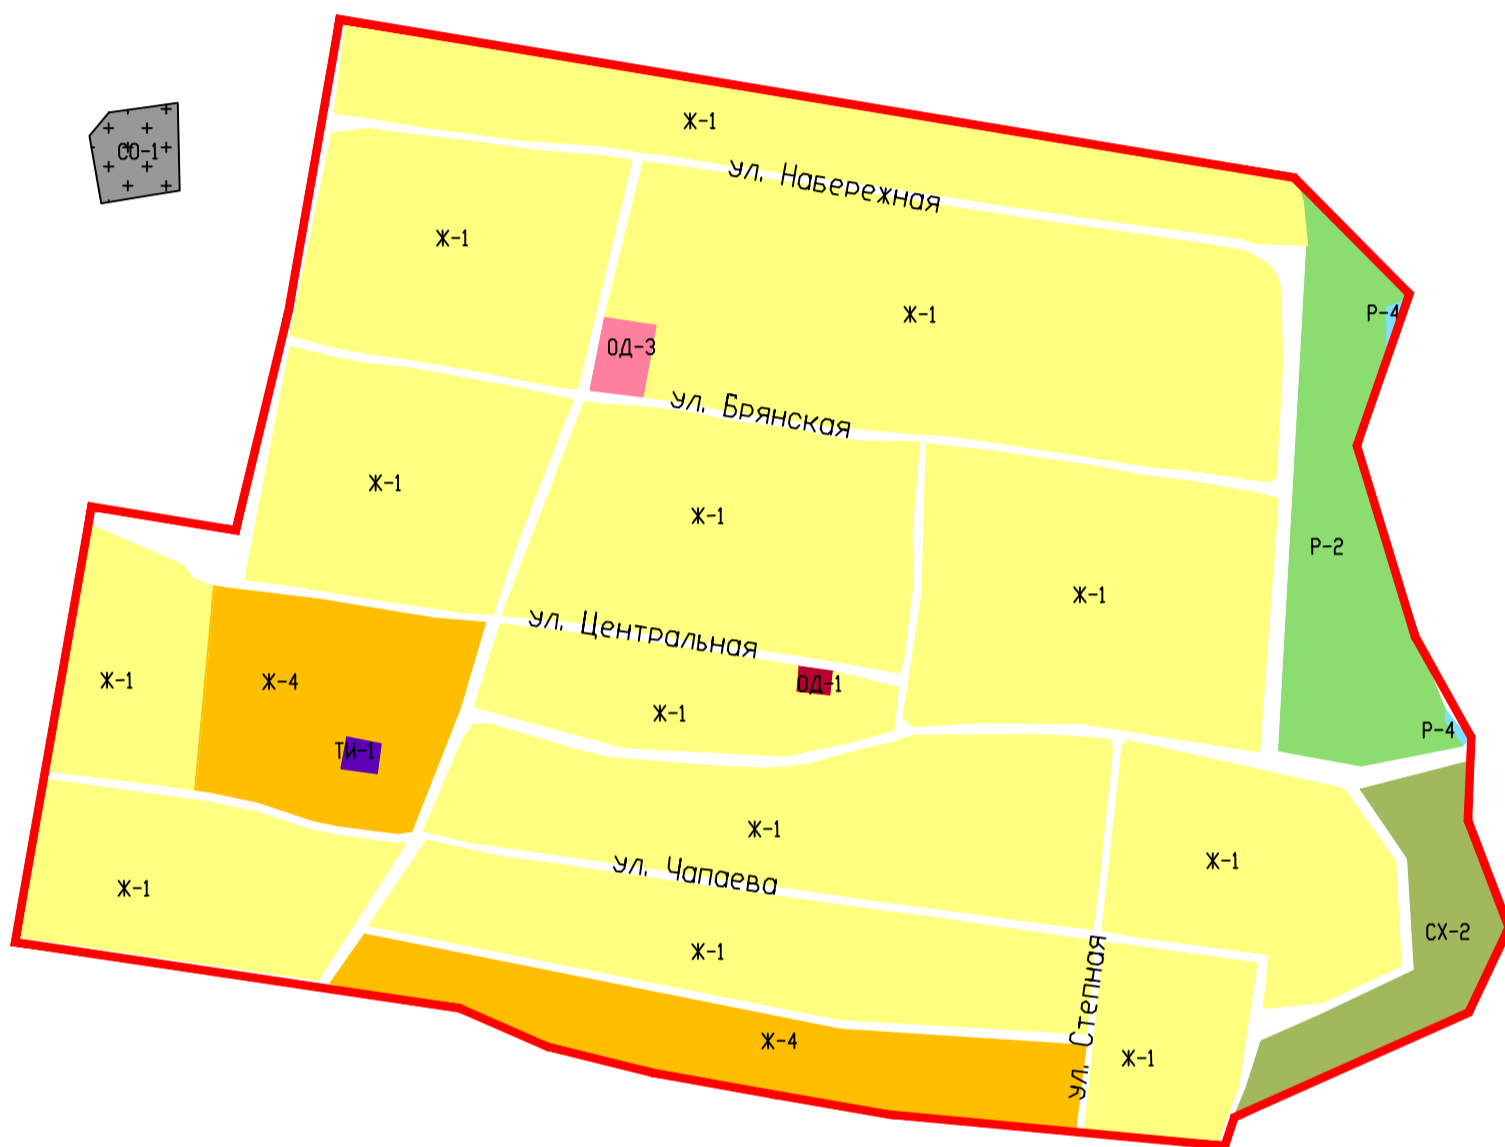 Ж-1
СО-1
ул. Набережная
Ж-1
Ж-1
Р-4
ОД-3
ул. Брянская
Ж-1
Ж-1
Р-2
Ж-1
ул. Центральная
Ж-1
Ж-4
ОД-1
Ж-1
Р-4
ТИ-1
Ж-1
Ж-1
ул. Чапаева
Ж-1
СХ-2
Ж-1
ул. Степная
Ж-4
Ж-1